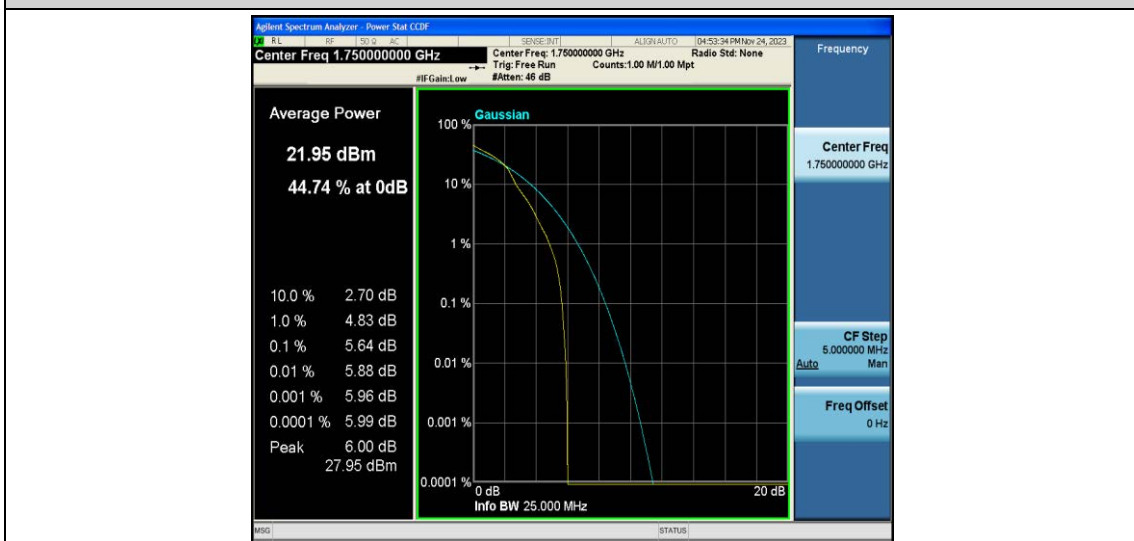 Agilent Spectrum Analyzer - Power Stat CCDF
RL RF 50 Ω AC SENSE:INT ALIGN AUTO 04:53:34 PM Nov 24, 2023
Center Freq 1.750000000 GHz
Center Freq: 1.750000000 GHz Radio Std: None
Trig: Free Run Counts:1.00 M/1.00 Mpt
#IFGain:Low #Atten: 46 dB
Frequency
Average Power
21.95 dBm
44.74 % at 0dB
10.0 % 2.70 dB
1.0 % 4.83 dB
0.1 % 5.64 dB
0.01 % 5.88 dB
0.001 % 5.96 dB
0.0001 % 5.99 dB
Peak 6.00 dB
27.95 dBm
Gaussian
100 %
10 %
1 %
0.1 %
0.01 %
0.001 %
0.0001 %
0 dB 20 dB
Info BW 25.000 MHz
Center Freq
1.750000000 GHz
CF Step
5.000000 MHz
Auto Man
Freq Offset
0 Hz
MSG STATUS